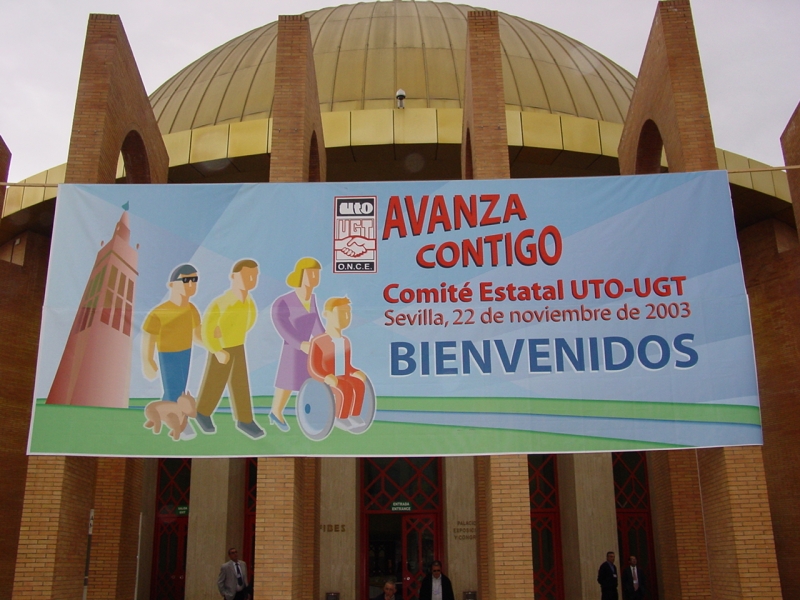 uto
UGT
O.N.C.E.
AVANZA
CONTIGO
Comité Estatal UTO-UGT
Sevilla, 22 de noviembre de 2003
BIENVENIDOS
ENTRADA
ENTRANCE